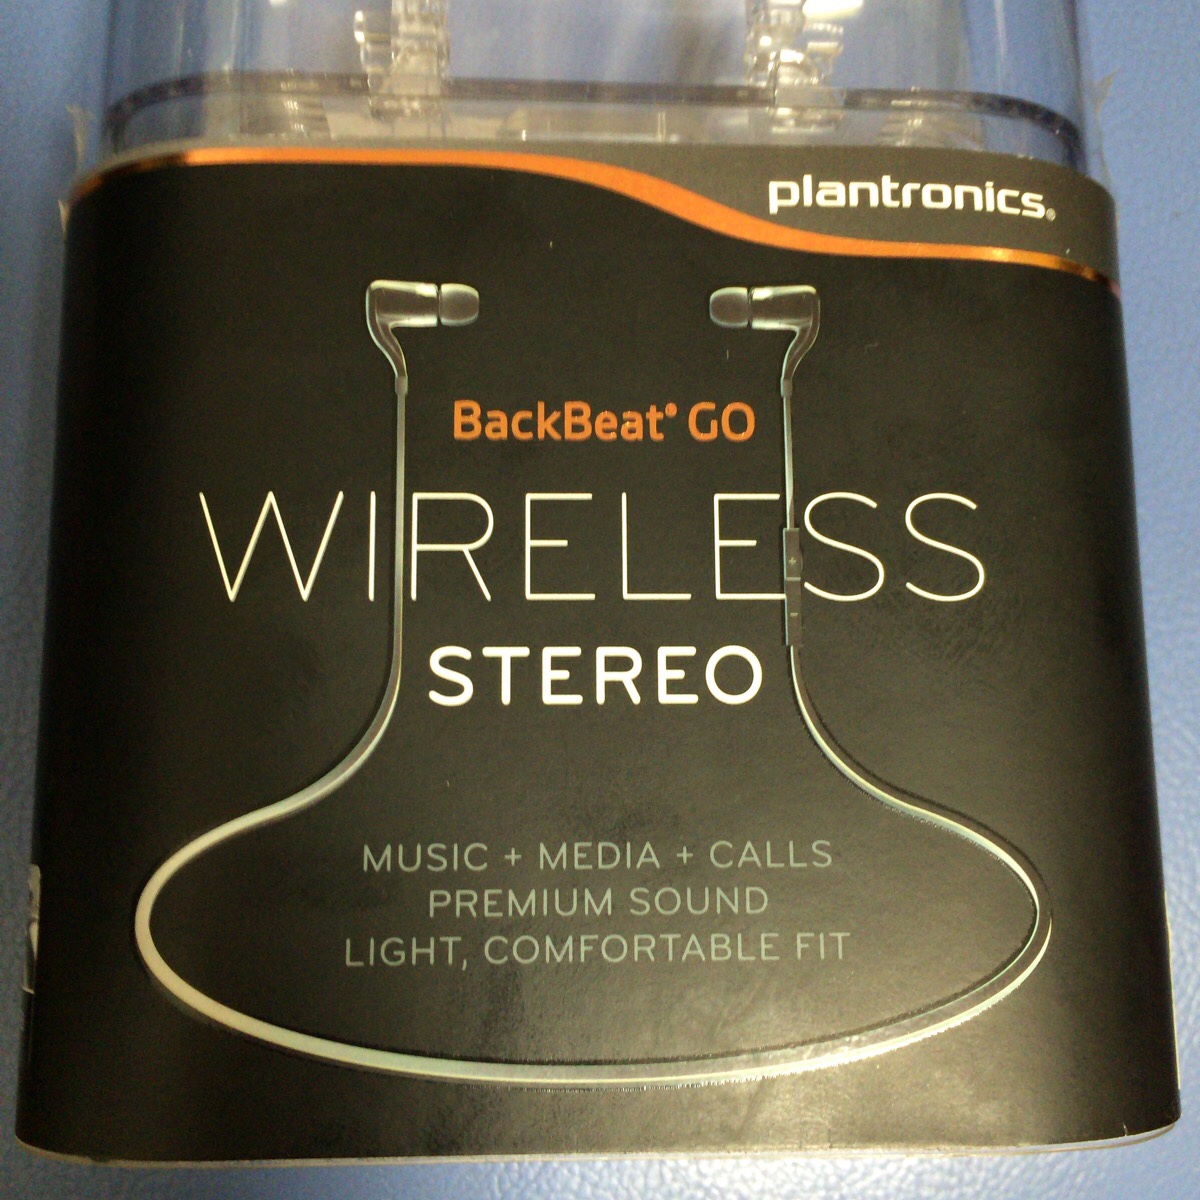 plantronics®
BackBeat® GO
WIRELESS
STEREO
MUSIC + MEDIA + CALLS
PREMIUM SOUND
LIGHT, COMFORTABLE FIT